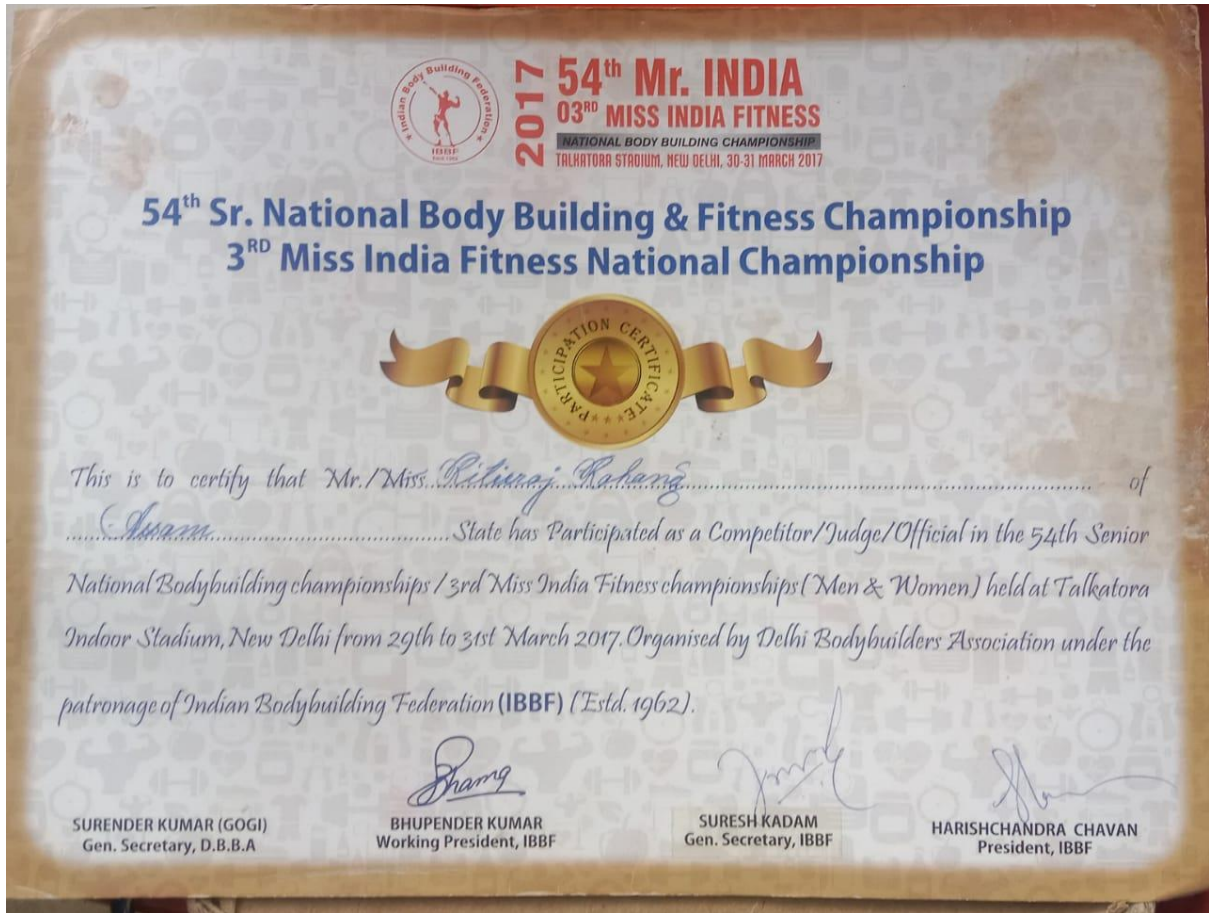 Indian Body Building Federation
IBBF
2017
54th Mr. INDIA
03RD MISS INDIA FITNESS
NATIONAL BODY BUILDING CHAMPIONSHIP
TALKATORA STADIUM, NEW DELHI, 30-31 MARCH 2017
54th Sr. National Body Building & Fitness Championship
3RD Miss India Fitness National Championship
PARTICIPATION CERTIFICATE
This is to certify that Mr./Miss. Rituraj Kahang of
Assam State has Participated as a Competitor/Judge/Official in the 54th Senior
National Bodybuilding championships / 3rd Miss India Fitness championships (Men & Women) held at Talkatora
Indoor Stadium, New Delhi from 29th to 31st March 2017. Organised by Delhi Bodybuilders Association under the
patronage of Indian Bodybuilding Federation (IBBF) (Estd. 1962).
SURENDER KUMAR (GOGI)
Gen. Secretary, D.B.B.A
BHUPENDER KUMAR
Working President, IBBF
SURESH KADAM
Gen. Secretary, IBBF
HARISHCHANDRA CHAVAN
President, IBBF